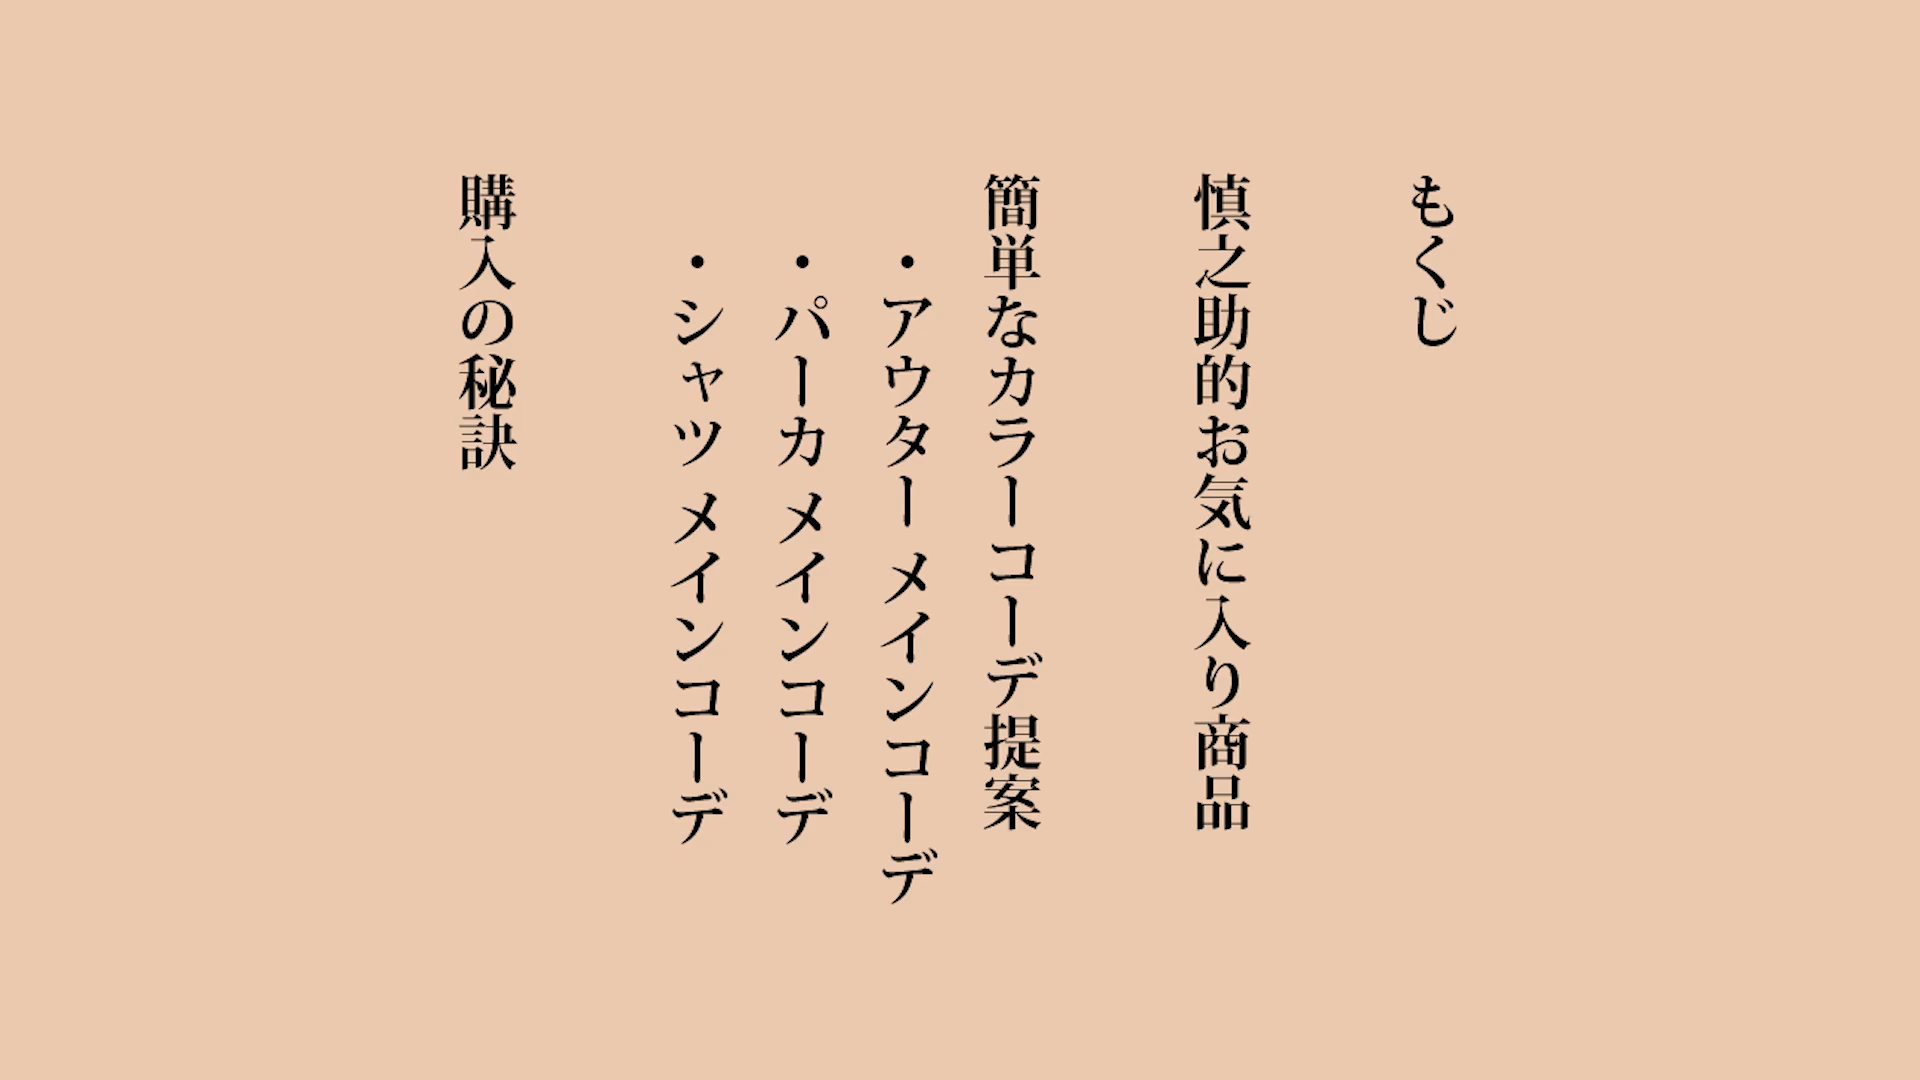 もくじ
慎之助的お気に入り商品
簡単なカラーコーデ提案
・アウター メインコーデ
・パーカ メインコーデ
・シャツ メインコーデ
購入の秘訣